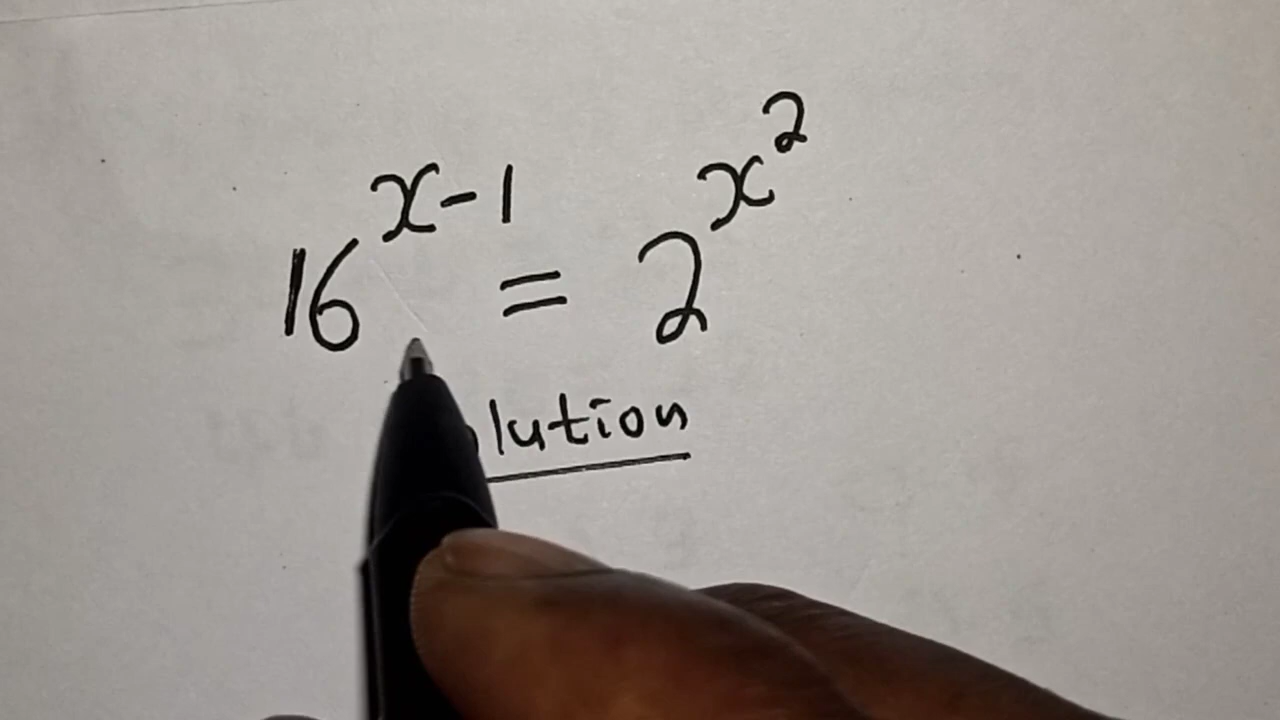 16^{x-1} = 2^{x^2}
lution